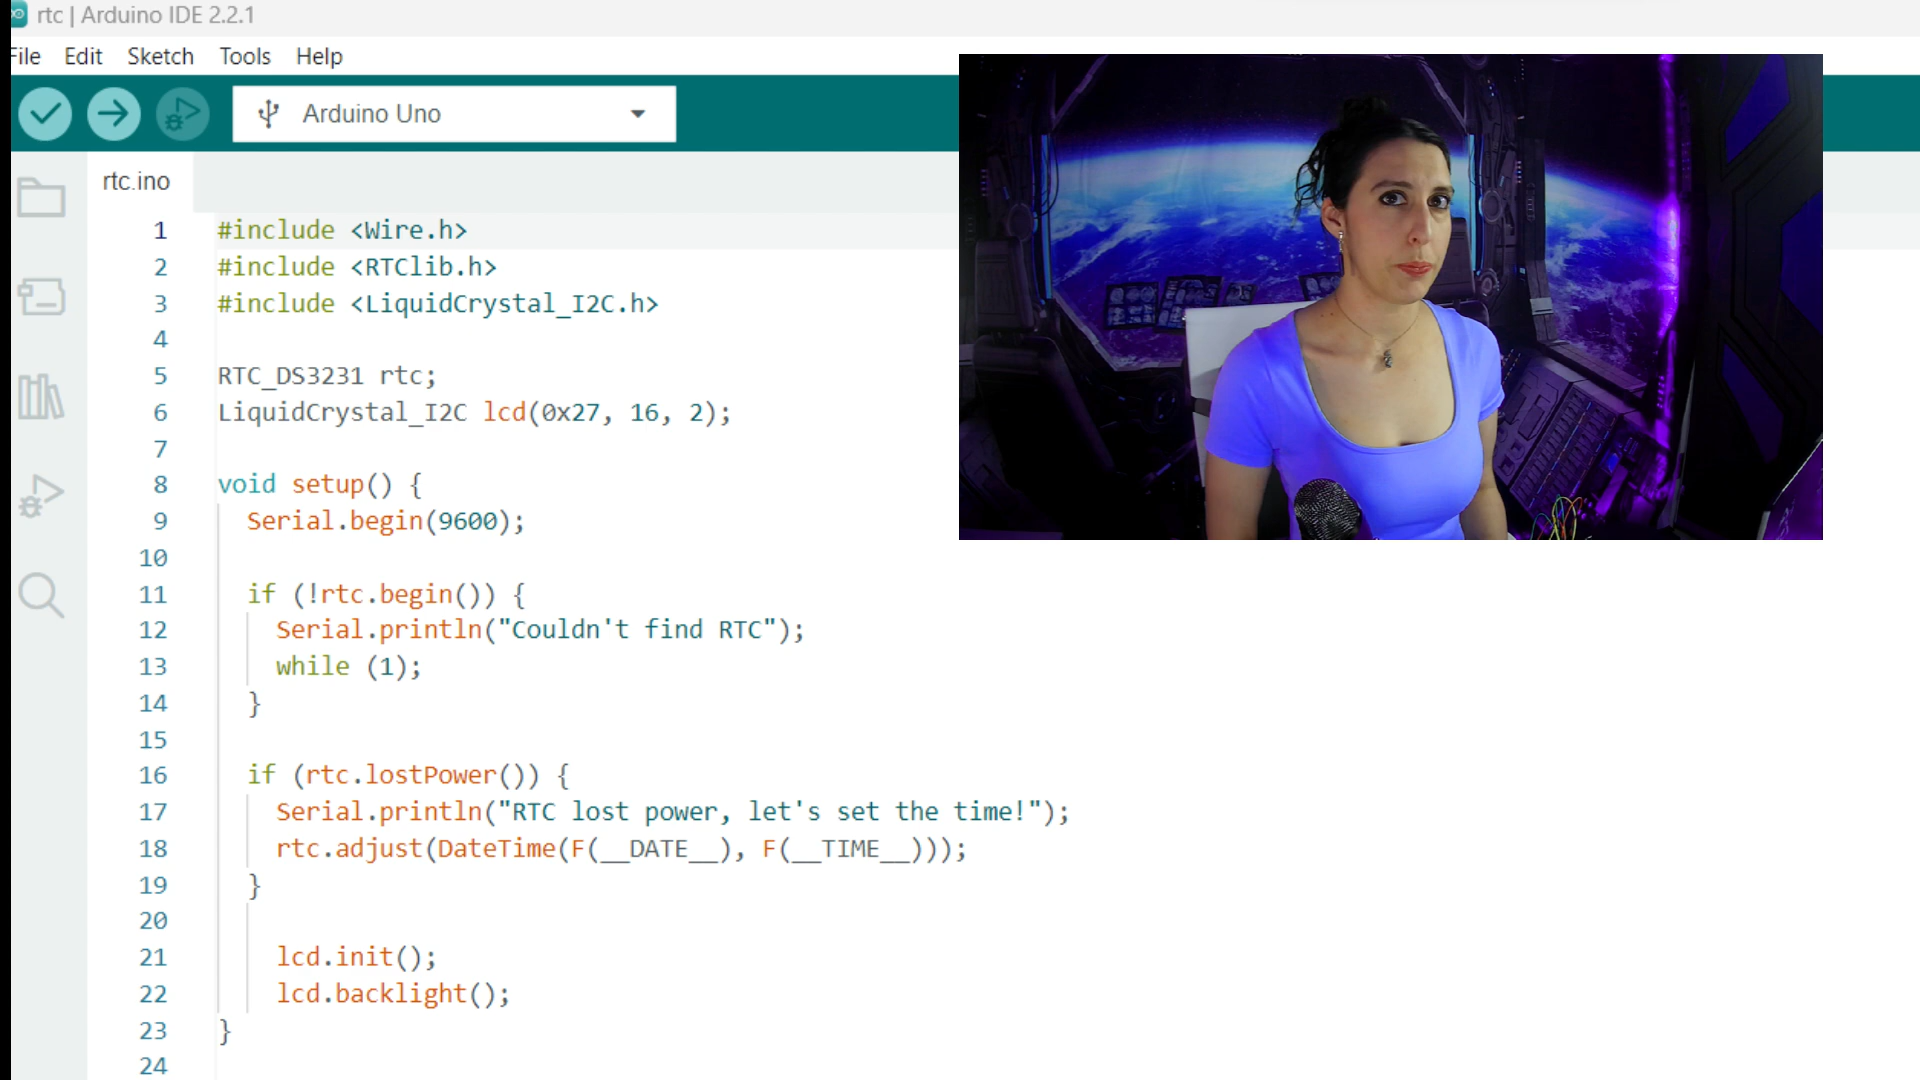 rtc | Arduino IDE 2.2.1
File Edit Sketch Tools Help
Arduino Uno
rtc.ino
1 #include <Wire.h>
2 #include <RTClib.h>
3 #include <LiquidCrystal_I2C.h>
4
5 RTC_DS3231 rtc;
6 LiquidCrystal_I2C lcd(0x27, 16, 2);
7
8 void setup() {
9 Serial.begin(9600);
10
11 if (!rtc.begin()) {
12 Serial.println("Couldn't find RTC");
13 while (1);
14 }
15
16 if (rtc.lostPower()) {
17 Serial.println("RTC lost power, let's set the time!");
18 rtc.adjust(DateTime(F(__DATE__), F(__TIME__)));
19 }
20
21 lcd.init();
22 lcd.backlight();
23 }
24